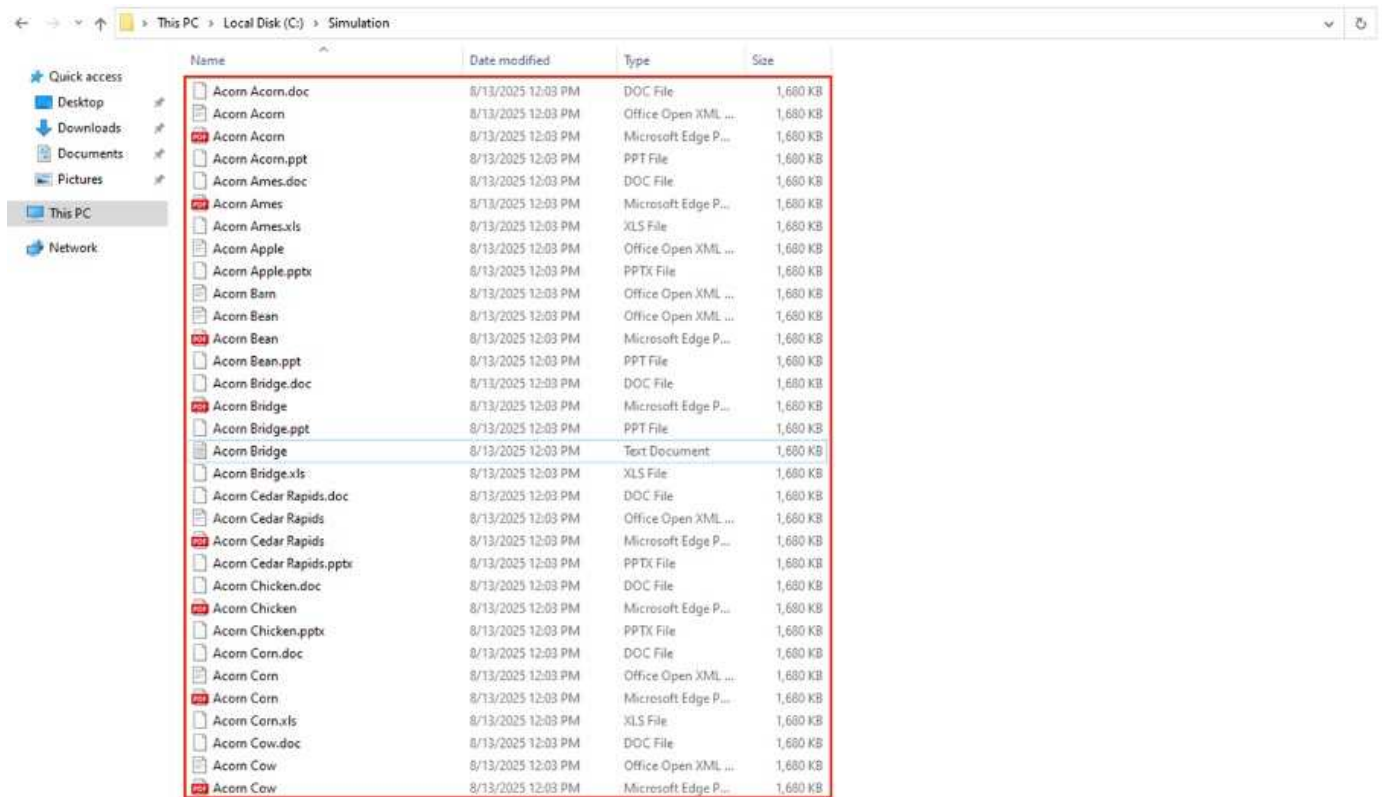 This PC > Local Disk (C:) > Simulation
Name Date modified Type Size
Quick access
Desktop
Downloads
Documents
Pictures
This PC
Network
Acorn Acorn.doc 8/13/2025 12:03 PM DOC File 1,680 KB
Acorn Acorn 8/13/2025 12:03 PM Office Open XML ... 1,680 KB
PDF Acorn Acorn 8/13/2025 12:03 PM Microsoft Edge P... 1,680 KB
Acorn Acorn.ppt 8/13/2025 12:03 PM PPT File 1,680 KB
Acorn Ames.doc 8/13/2025 12:03 PM DOC File 1,680 KB
PDF Acorn Ames 8/13/2025 12:03 PM Microsoft Edge P... 1,680 KB
Acorn Ames.xls 8/13/2025 12:03 PM XLS File 1,680 KB
Acorn Apple 8/13/2025 12:03 PM Office Open XML ... 1,680 KB
Acorn Apple.pptx 8/13/2025 12:03 PM PPTX File 1,680 KB
Acorn Barn 8/13/2025 12:03 PM Office Open XML ... 1,680 KB
Acorn Bean 8/13/2025 12:03 PM Office Open XML ... 1,680 KB
PDF Acorn Bean 8/13/2025 12:03 PM Microsoft Edge P... 1,680 KB
Acorn Bean.ppt 8/13/2025 12:03 PM PPT File 1,680 KB
Acorn Bridge.doc 8/13/2025 12:03 PM DOC File 1,680 KB
PDF Acorn Bridge 8/13/2025 12:03 PM Microsoft Edge P... 1,680 KB
Acorn Bridge.ppt 8/13/2025 12:03 PM PPT File 1,680 KB
Acorn Bridge 8/13/2025 12:03 PM Text Document 1,680 KB
Acorn Bridge.xls 8/13/2025 12:03 PM XLS File 1,680 KB
Acorn Cedar Rapids.doc 8/13/2025 12:03 PM DOC File 1,680 KB
Acorn Cedar Rapids 8/13/2025 12:03 PM Office Open XML ... 1,680 KB
PDF Acorn Cedar Rapids 8/13/2025 12:03 PM Microsoft Edge P... 1,680 KB
Acorn Cedar Rapids.pptx 8/13/2025 12:03 PM PPTX File 1,680 KB
Acorn Chicken.doc 8/13/2025 12:03 PM DOC File 1,680 KB
PDF Acorn Chicken 8/13/2025 12:03 PM Microsoft Edge P... 1,680 KB
Acorn Chicken.pptx 8/13/2025 12:03 PM PPTX File 1,680 KB
Acorn Corn.doc 8/13/2025 12:03 PM DOC File 1,680 KB
Acorn Corn 8/13/2025 12:03 PM Office Open XML ... 1,680 KB
PDF Acorn Corn 8/13/2025 12:03 PM Microsoft Edge P... 1,680 KB
Acorn Corn.xls 8/13/2025 12:03 PM XLS File 1,680 KB
Acorn Cow.doc 8/13/2025 12:03 PM DOC File 1,680 KB
Acorn Cow 8/13/2025 12:03 PM Office Open XML ... 1,680 KB
PDF Acorn Cow 8/13/2025 12:03 PM Microsoft Edge P... 1,680 KB